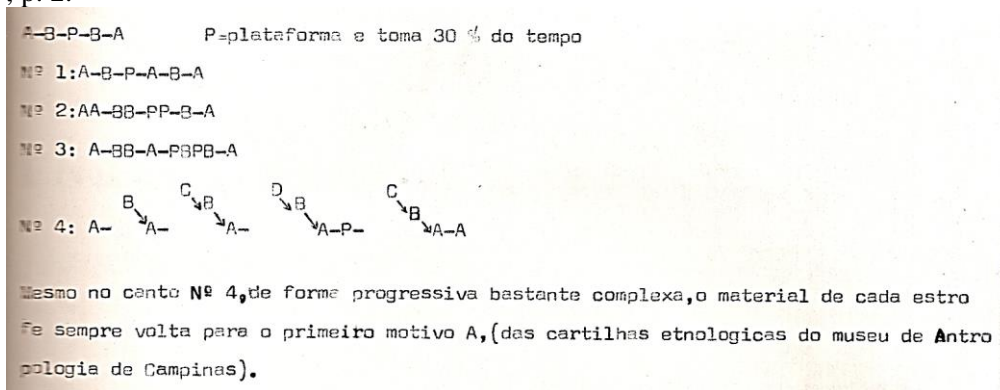 , p. 2.
A-B-P-B-A P=plataforma e toma 30 % do tempo
Nº 1:A-B-P-A-B-A
Nº 2:AA-BB-PP-B-A
Nº 3: A-BB-A-PBPB-A
B C D C
B B B
Nº 4: A- A- A- A-P- A-A
Mesmo no canto Nº 4,de forma progressiva bastante complexa,o material de cada estro
fe sempre volta para o primeiro motivo A,(das cartilhas etnologicas do museu de Antro
pologia de Campinas).